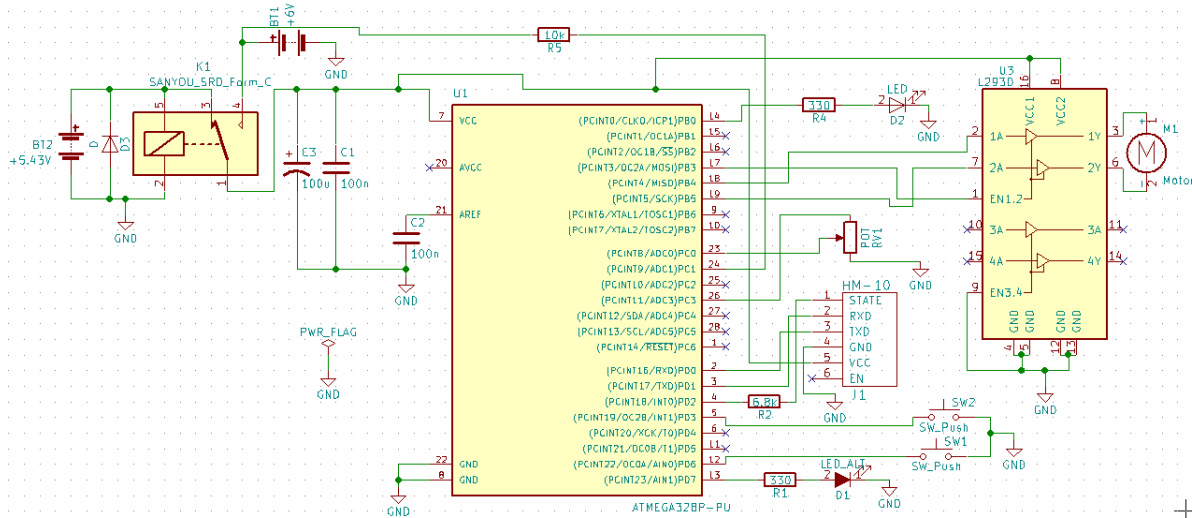 BT1
+6V
GND
10k
R5
K1
SANYOU_SRD_Form_C
5
3
4
2
1
BT2
+5.43V
D
D3
GND
C3
100u
C1
100n
C2
100n
GND
PWR_FLAG
GND
GND
U1
7
VCC
20
AVCC
21
AREF
22
GND
8
GND
(PCINT0/CLKO/ICP1)PB0
14
(PCINT1/OC1A)PB1
15
(PCINT2/OC1B/SS)PB2
16
(PCINT3/OC2A/MOSI)PB3
17
(PCINT4/MISO)PB4
18
(PCINT5/SCK)PB5
19
(PCINT6/XTAL1/TOSC1)PB6
9
(PCINT7/XTAL2/TOSC2)PB7
10
(PCINT8/ADC0)PC0
23
(PCINT9/ADC1)PC1
24
(PCINT10/ADC2)PC2
25
(PCINT11/ADC3)PC3
26
(PCINT12/SDA/ADC4)PC4
27
(PCINT13/SCL/ADC5)PC5
28
(PCINT14/RESET)PC6
1
(PCINT16/RXD)PD0
2
(PCINT17/TXD)PD1
3
(PCINT18/INT0)PD2
4
(PCINT19/OC2B/INT1)PD3
5
(PCINT20/XCK/T0)PD4
6
(PCINT21/OC0B/T1)PD5
11
(PCINT22/OC0A/AIN0)PD6
12
(PCINT23/AIN1)PD7
13
ATMEGA328P-PU
330
R4
2
LED
D2
GND
POT
RV1
GND
HM-10
1
STATE
2
RXD
3
TXD
4
GND
5
VCC
6
EN
J1
GND
6.8k
R2
SW2
SW_Push
SW1
SW_Push
GND
330
R1
LED_ALT
2
D1
GND
U3
L293D
16
VCC1
8
VCC2
2
1A
1Y
3
7
2A
2Y
6
1
EN1.2
10
3A
3A
11
15
4A
4Y
14
9
EN3.4
GND
GND
GND
GND
4
5
12
13
GND
M1
+
1
M
2
Motor